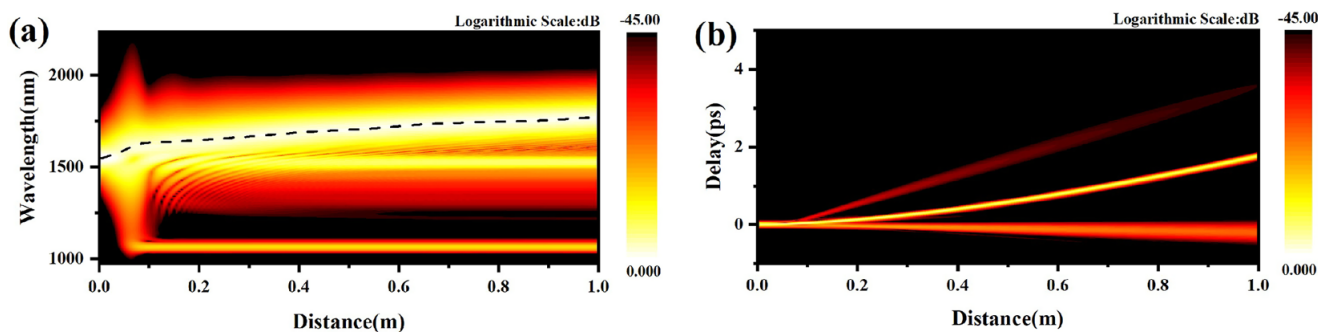 (a)
Logarithmic Scale:dB
-45.00
Wavelength(nm)
2000
1500
1000
0.0 0.2 0.4 0.6 0.8 1.0
Distance(m)
0.000
(b)
Logarithmic Scale:dB
-45.00
Delay(ps)
4
2
0
0.0 0.2 0.4 0.6 0.8 1.0
Distance(m)
0.000